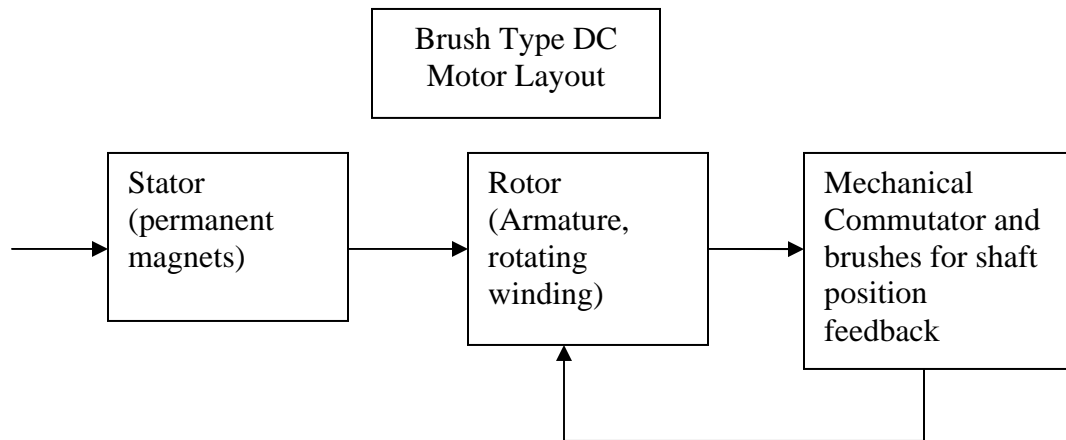 Brush Type DC
Motor Layout
Stator
(permanent
magnets)
Rotor
(Armature,
rotating
winding)
Mechanical
Commutator and
brushes for shaft
position
feedback